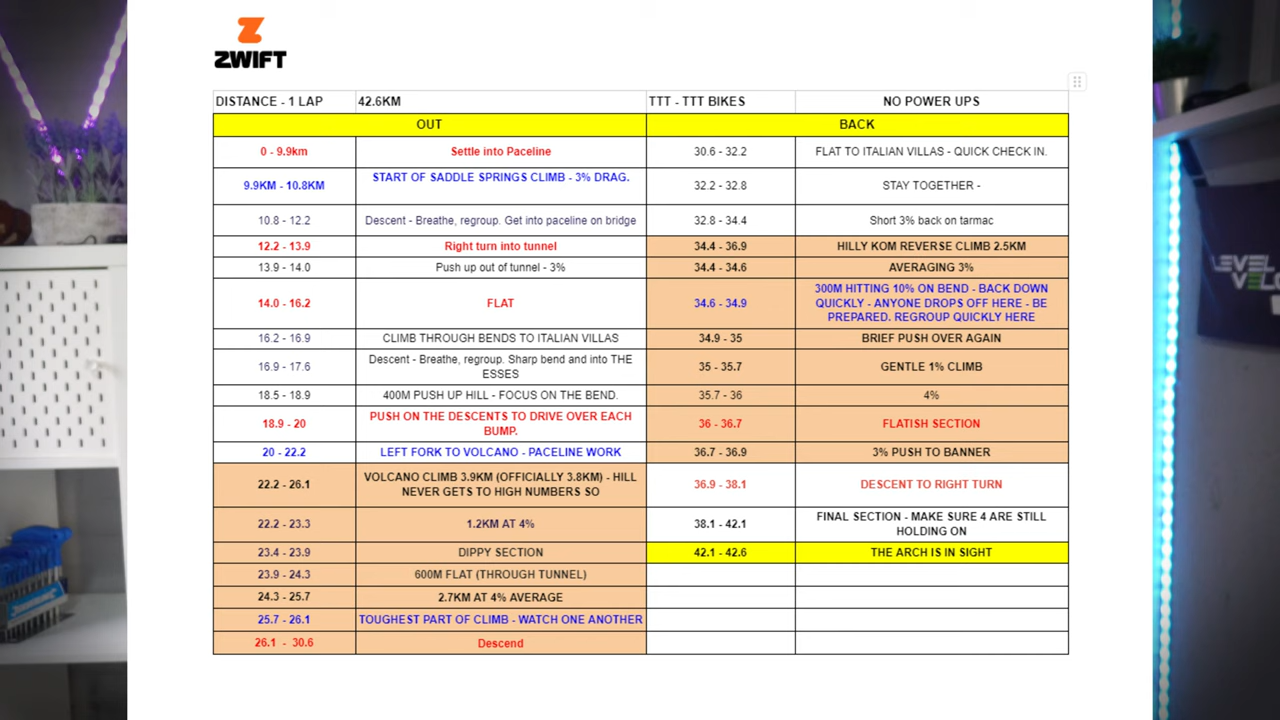 ZWIFT
DISTANCE - 1 LAP 42.6KM TTT - TTT BIKES NO POWER UPS
OUT BACK
0 - 9.9km Settle into Paceline 30.6 - 32.2 FLAT TO ITALIAN VILLAS - QUICK CHECK IN.
9.9KM - 10.8KM START OF SADDLE SPRINGS CLIMB - 3% DRAG. 32.2 - 32.8 STAY TOGETHER -
10.8 - 12.2 Descent - Breathe, regroup. Get into paceline on bridge 32.8 - 34.4 Short 3% back on tarmac
12.2 - 13.9 Right turn into tunnel 34.4 - 36.9 HILLY KOM REVERSE CLIMB 2.5KM
13.9 - 14.0 Push up out of tunnel - 3% 34.4 - 34.6 AVERAGING 3%
14.0 - 16.2 FLAT 34.6 - 34.9 300M HITTING 10% ON BEND - BACK DOWN
QUICKLY - ANYONE DROPS OFF HERE - BE
PREPARED. REGROUP QUICKLY HERE
16.2 - 16.9 CLIMB THROUGH BENDS TO ITALIAN VILLAS 34.9 - 35 BRIEF PUSH OVER AGAIN
16.9 - 17.6 Descent - Breathe, regroup. Sharp bend and into THE
ESSES 35 - 35.7 GENTLE 1% CLIMB
18.5 - 18.9 400M PUSH UP HILL - FOCUS ON THE BEND. 35.7 - 36 4%
18.9 - 20 PUSH ON THE DESCENTS TO DRIVE OVER EACH
BUMP. 36 - 36.7 FLATISH SECTION
20 - 22.2 LEFT FORK TO VOLCANO - PACELINE WORK 36.7 - 36.9 3% PUSH TO BANNER
22.2 - 26.1 VOLCANO CLIMB 3.9KM (OFFICIALLY 3.8KM) - HILL
NEVER GETS TO HIGH NUMBERS SO 36.9 - 38.1 DESCENT TO RIGHT TURN
22.2 - 23.3 1.2KM AT 4% 38.1 - 42.1 FINAL SECTION - MAKE SURE 4 ARE STILL
HOLDING ON
23.4 - 23.9 DIPPY SECTION 42.1 - 42.6 THE ARCH IS IN SIGHT
23.9 - 24.3 600M FLAT (THROUGH TUNNEL)
24.3 - 25.7 2.7KM AT 4% AVERAGE
25.7 - 26.1 TOUGHEST PART OF CLIMB - WATCH ONE ANOTHER
26.1 - 30.6 Descend
LEVEL